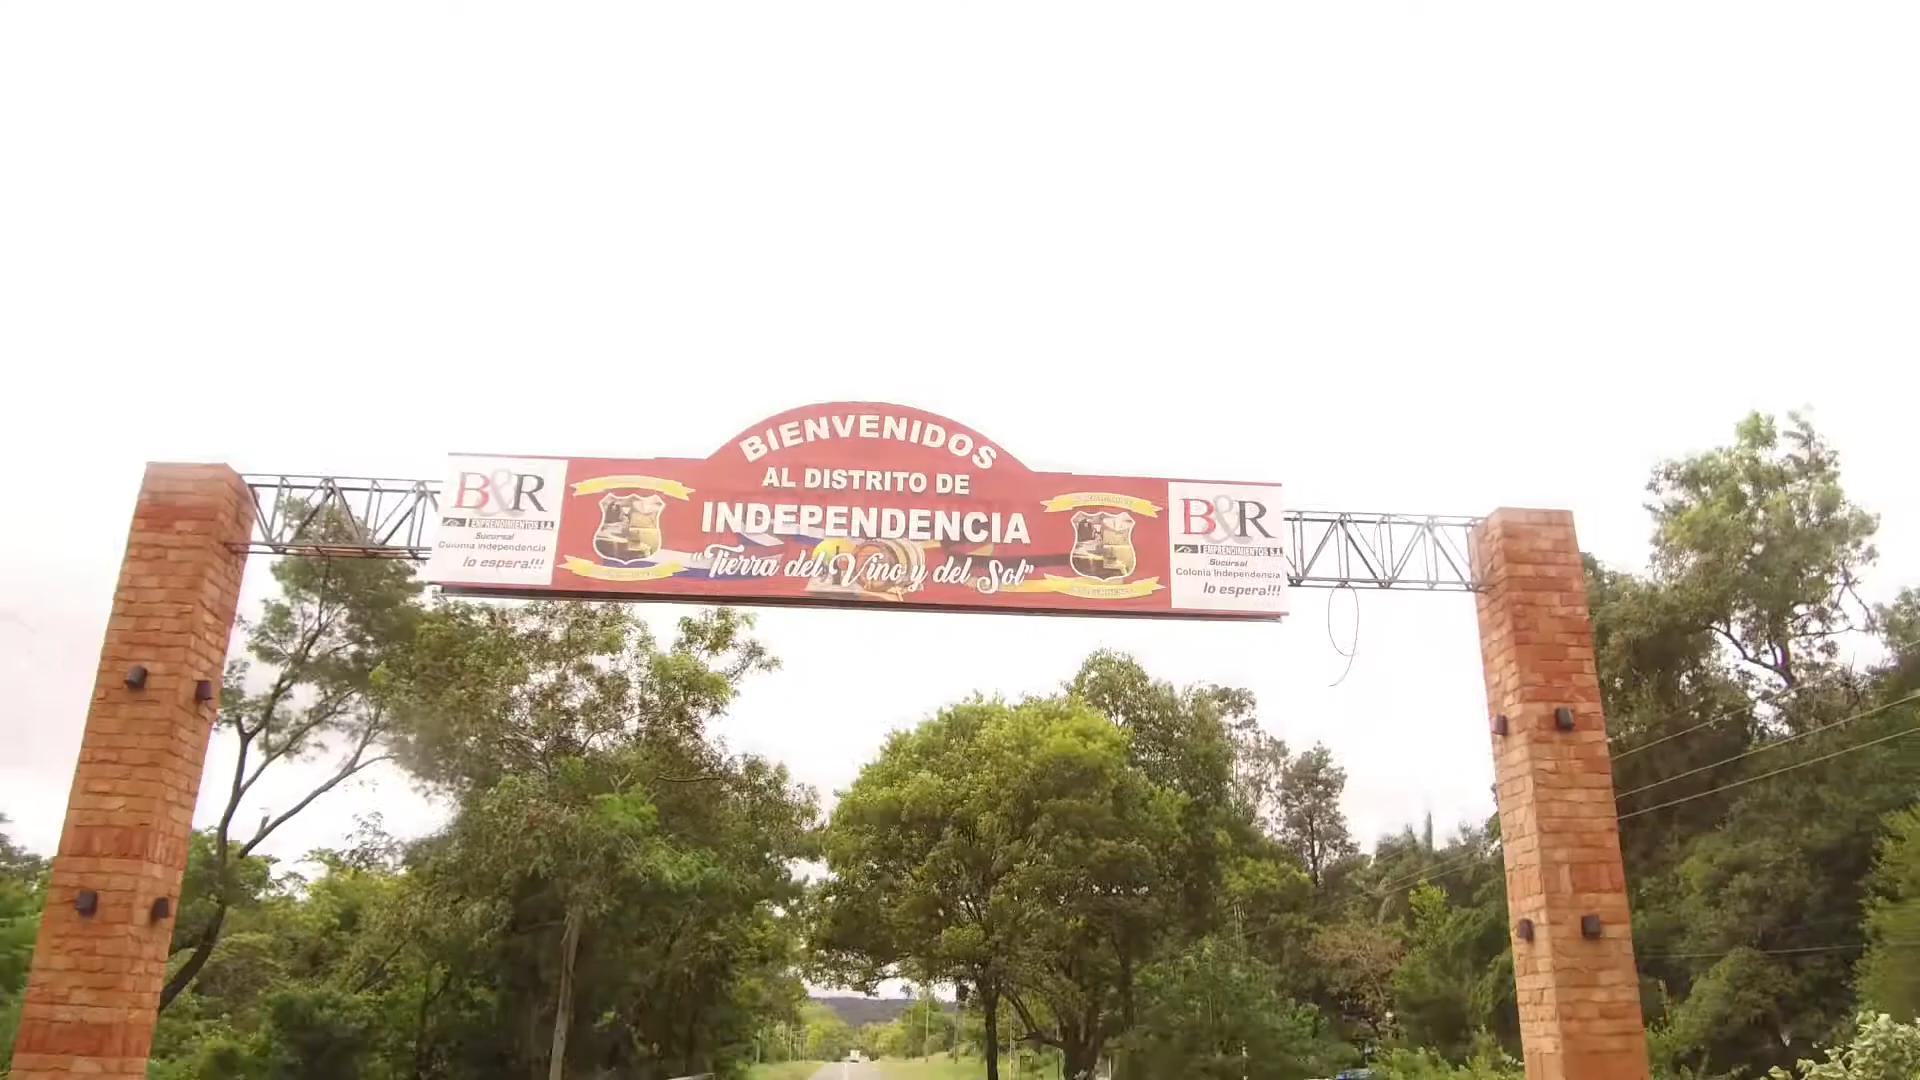 BIENVENIDOS
AL DISTRITO DE
INDEPENDENCIA
"Tierra del Vino y del Sol"
B&R
EMPRENDIMIENTOS S.A.
Sucursal
Colonia Independencia
lo espera!!!
B&R
EMPRENDIMIENTOS S.A.
Sucursal
Colonia Independencia
lo espera!!!